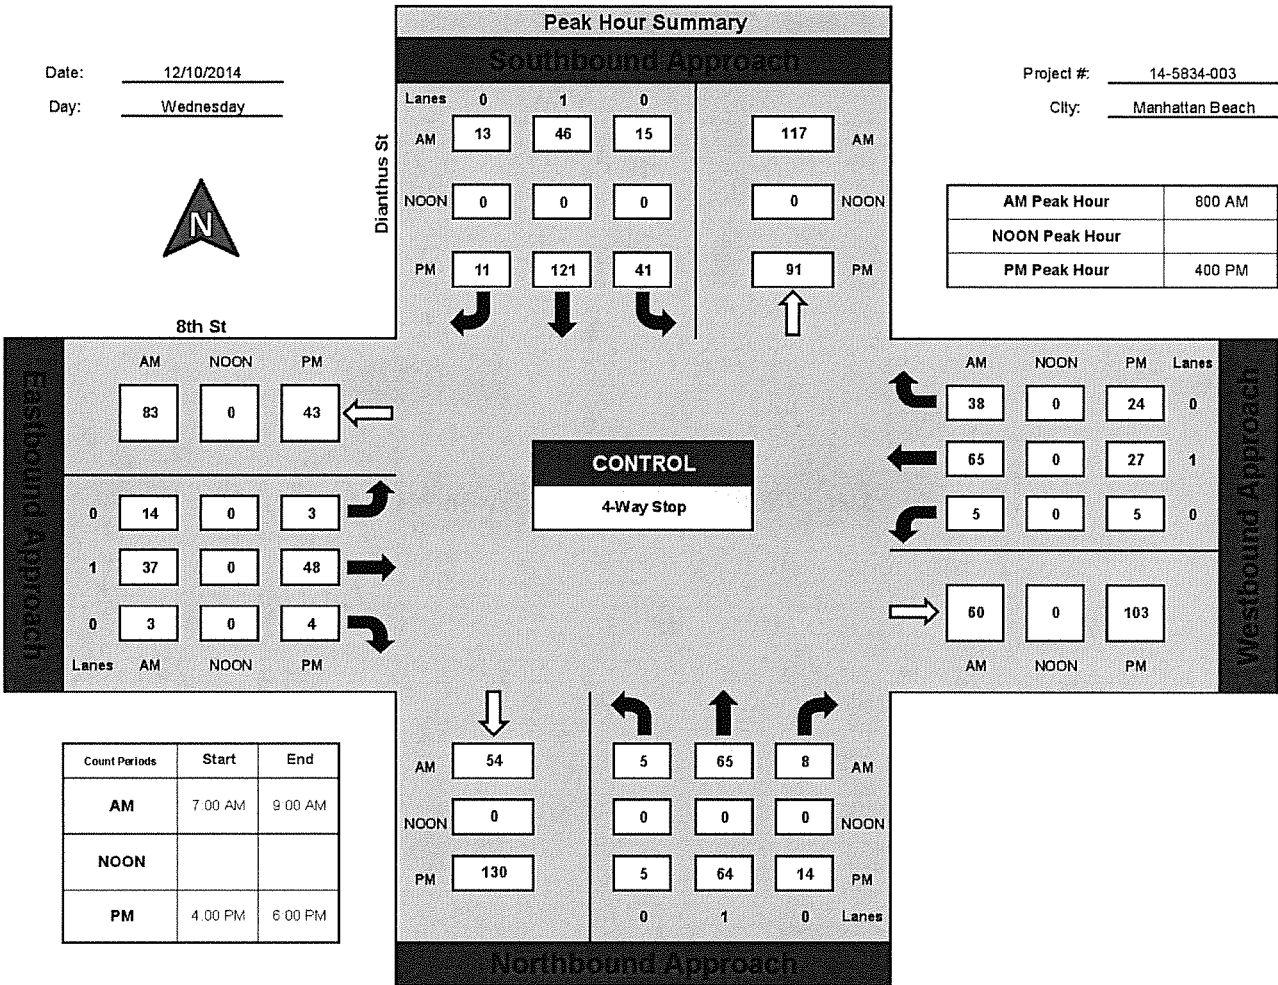 Peak Hour Summary
Southbound Approach
Date: 12/10/2014
Day: Wednesday
Project #: 14-5834-003
City: Manhattan Beach
N
Dianthus St
8th St
Lanes 0 1 0
AM 13 46 15 117 AM
NOON 0 0 0 0 NOON
PM 11 121 41 91 PM
AM Peak Hour 800 AM
NOON Peak Hour
PM Peak Hour 400 PM
Eastbound Approach
AM NOON PM
83 0 43
0 14 0 3
1 37 0 48
0 3 0 4
Lanes AM NOON PM
CONTROL
4-Way Stop
AM NOON PM Lanes
38 0 24 0
65 0 27 1
5 0 5 0
60 0 103
AM NOON PM
Westbound Approach
Count Periods Start End
AM 7:00 AM 9:00 AM
NOON
PM 4:00 PM 6:00 PM
AM 54 5 65 8 AM
NOON 0 0 0 0 NOON
PM 130 5 64 14 PM
0 1 0 Lanes
Northbound Approach